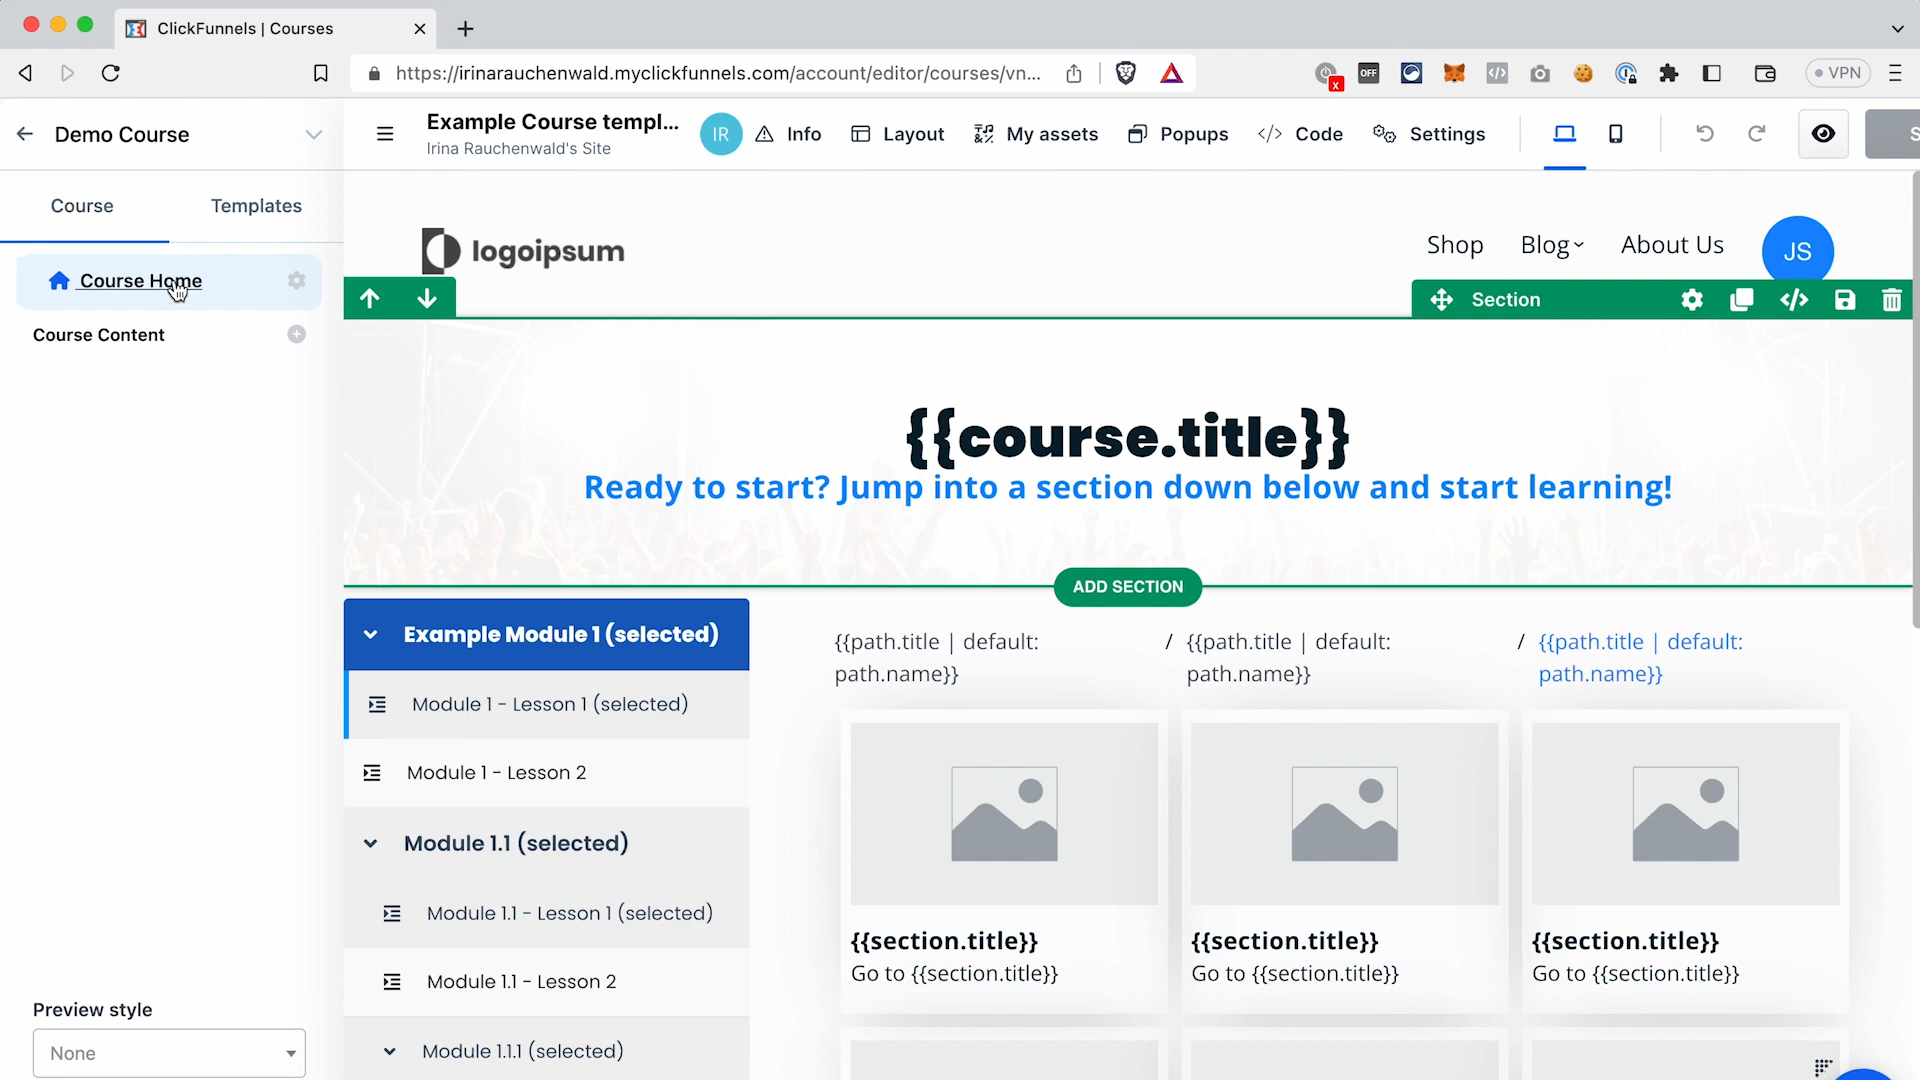 ClickFunnels | Courses
https://irinarauchenwald.myclickfunnels.com/account/editor/courses/vn...
OFF
x
VPN
Demo Course
Example Course templ...
Irina Rauchenwald's Site
IR
Info
Layout
My assets
Popups
Code
Settings
S
Course
Templates
Course Home
Course Content
logoipsum
Shop
Blog
About Us
JS
Section
{{course.title}}
Ready to start? Jump into a section down below and start learning!
ADD SECTION
Example Module 1 (selected)
Module 1 - Lesson 1 (selected)
Module 1 - Lesson 2
Module 1.1 (selected)
Module 1.1 - Lesson 1 (selected)
Module 1.1 - Lesson 2
Module 1.1.1 (selected)
{{path.title | default:
path.name}}
/ {{path.title | default:
path.name}}
/ {{path.title | default:
path.name}}
{{section.title}}
Go to {{section.title}}
{{section.title}}
Go to {{section.title}}
{{section.title}}
Go to {{section.title}}
Preview style
None